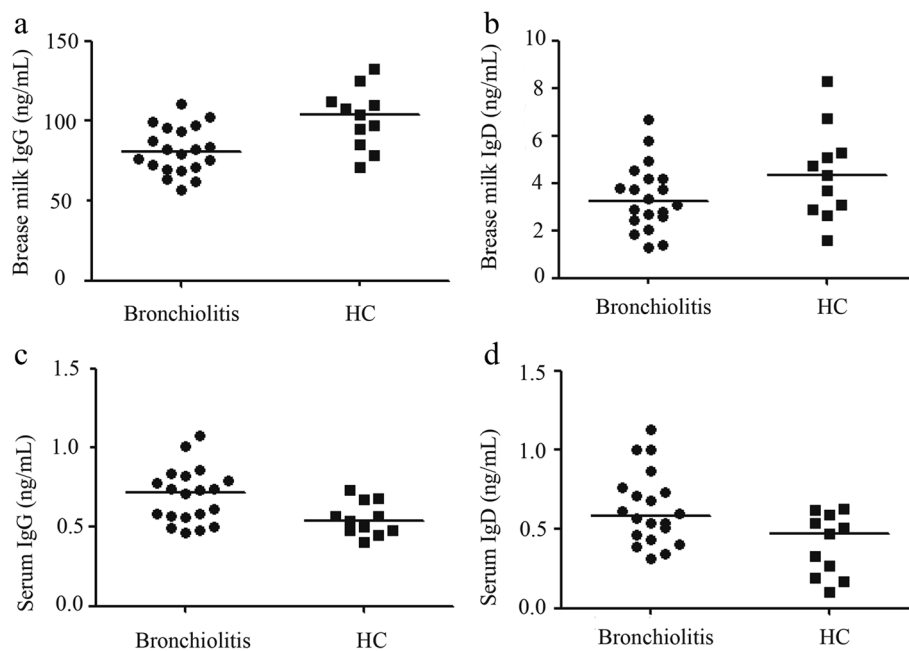 a
Brease milk IgG (ng/mL)
150
100
50
0
Bronchiolitis HC
b
Brease milk IgD (ng/mL)
10
8
6
4
2
0
Bronchiolitis HC
c
Serum IgG (ng/mL)
1.5
1.0
0.5
0.0
Bronchiolitis HC
d
Serum IgD (ng/mL)
1.5
1.0
0.5
0.0
Bronchiolitis HC